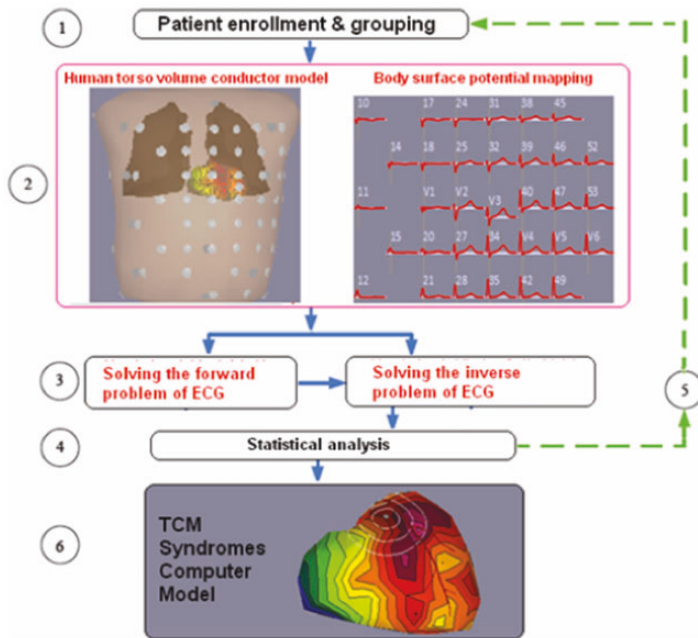 1
Patient enrollment & grouping
Human torso volume conductor model
Body surface potential mapping
10 17 24 31 38 45
14 18 25 32 39 46 52
11 V1 V2 V3 40 47 53
15 20 27 34 V4 V5 V6
12 21 28 35 42 49
2
3
Solving the forward
problem of ECG
Solving the inverse
problem of ECG
5
4
Statistical analysis
6
TCM
Syndromes
Computer
Model